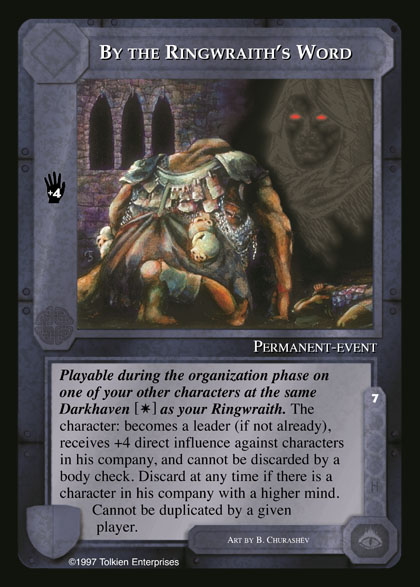 By the Ringwraith's Word
+4
Permanent-event
Playable during the organization phase on
one of your other characters at the same
Darkhaven [✷] as your Ringwraith. The
character: becomes a leader (if not already),
receives +4 direct influence against characters
in his company, and cannot be discarded by a
body check. Discard at any time if there is a
character in his company with a higher mind.
Cannot be duplicated by a given
player.
7
H
Art by B. Churashëv
©1997 Tolkien Enterprises